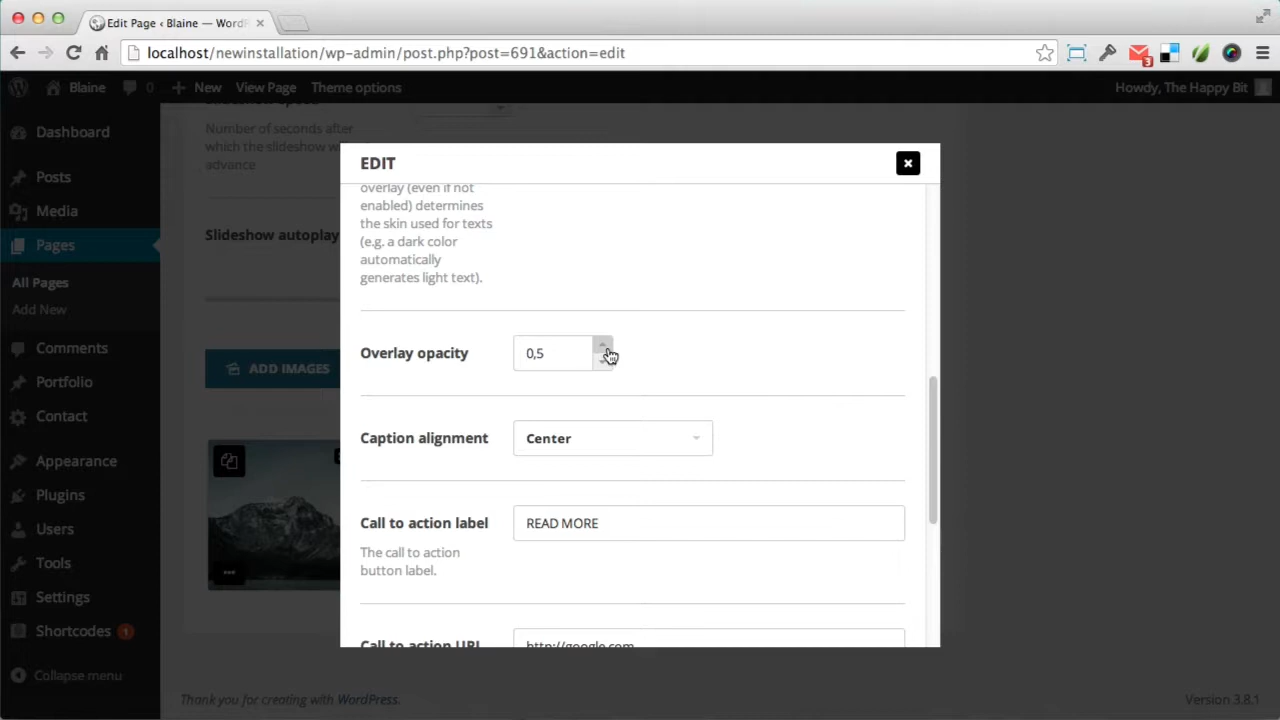 Edit Page ‹ Blaine — Word
localhost/newinstallation/wp-admin/post.php?post=691&action=edit
3
Blaine
0
New
View Page
Theme options
Howdy, The Happy Bit
Dashboard
Posts
Media
Pages
All Pages
Add New
Comments
Portfolio
Contact
Appearance
Plugins
Users
Tools
Settings
Shortcodes 1
Collapse menu
Number of seconds after
which the slideshow
advance
Slideshow autoplay
ADD IMAGES
EDIT
overlay (even if not
enabled) determines
the skin used for texts
(e.g. a dark color
automatically
generates light text).
Overlay opacity
0,5
Caption alignment
Center
Call to action label
READ MORE
The call to action
button label.
Call to action URL
http://google.com
Thank you for creating with WordPress.
Version 3.8.1